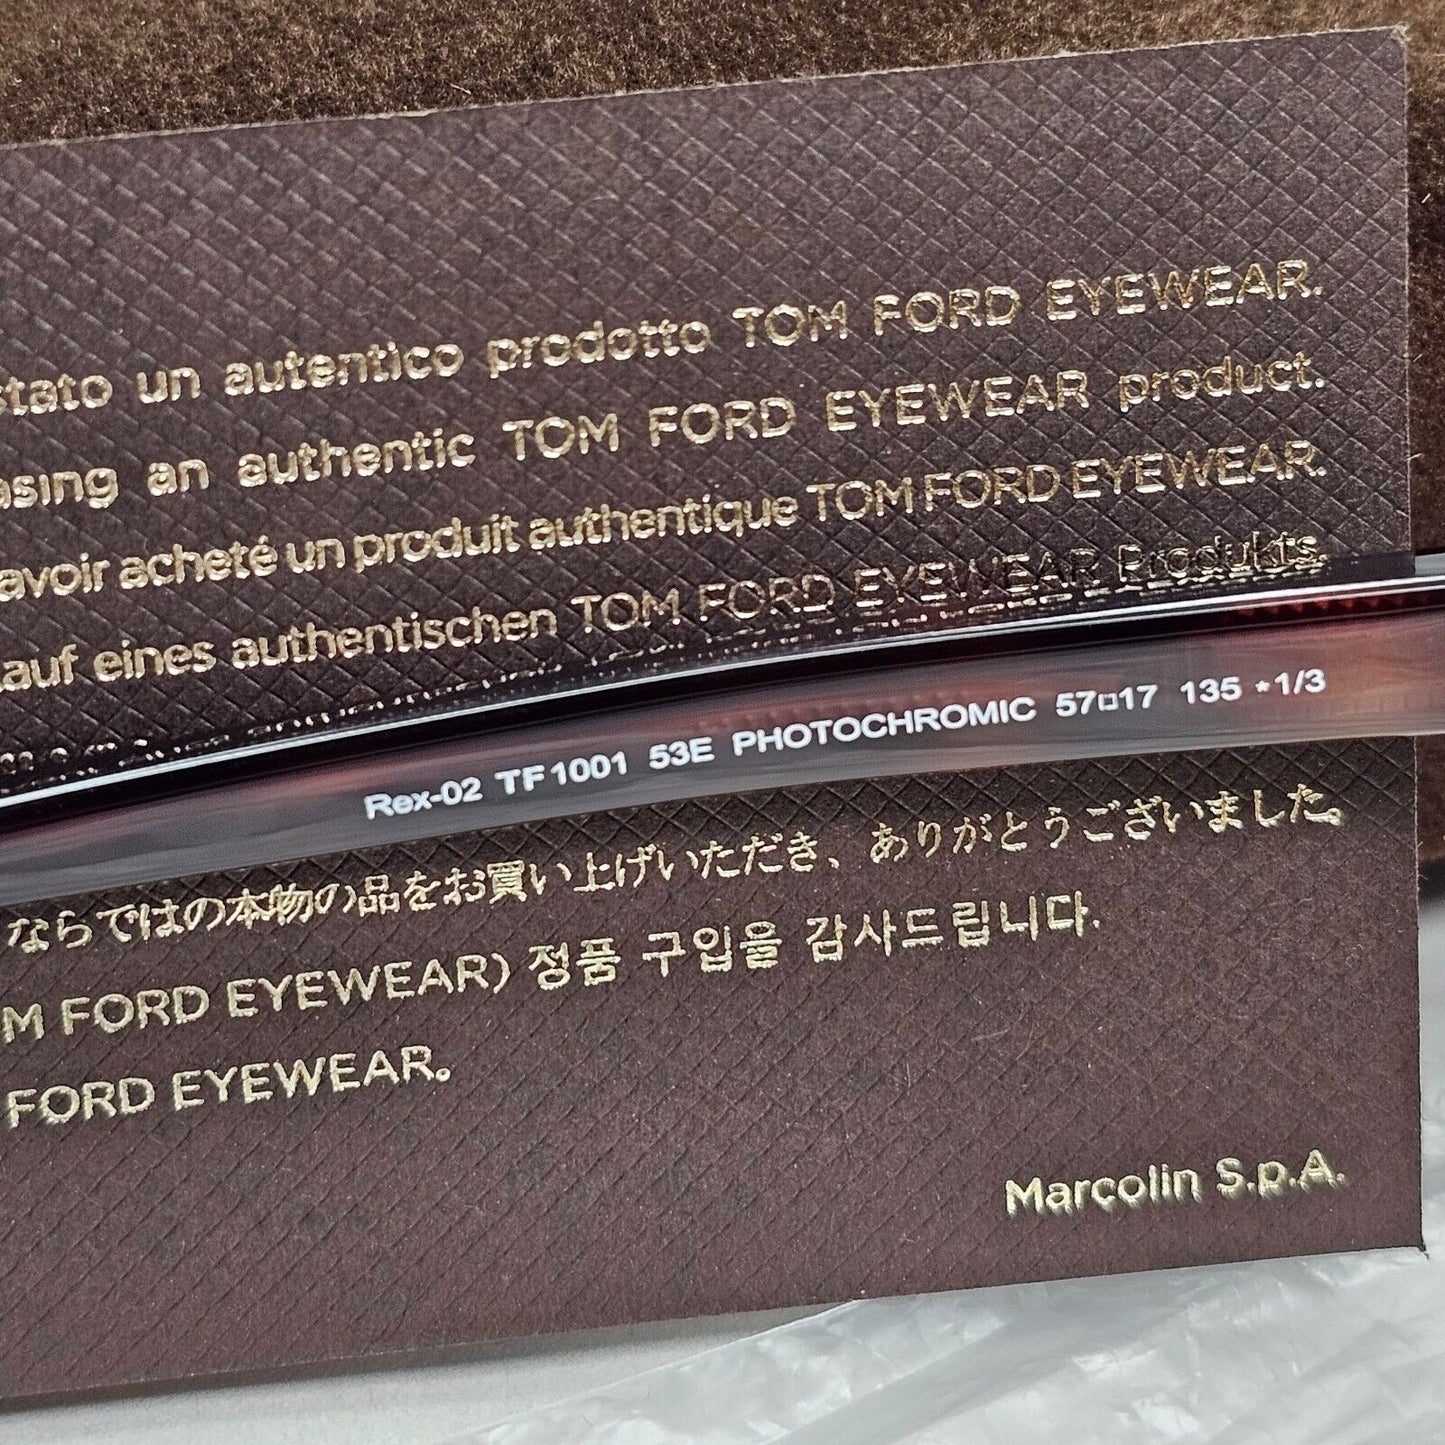 un autentico prodotto TOM FORD EYEWEAR.
an authentic TOM FORD EYEWEAR product.
avoir acheté un produit authentique TOM FORD EYEWEAR.
eines authentischen TOM FORD EYEWEAR Produkts.
Rex-02 TF1001 53E PHOTOCHROMIC 57□17 135 *1/3
ならではの本物の品をお買い上げいただき、ありがとうございました。
M FORD EYEWEAR) 정품 구입을 감사드립니다.
FORD EYEWEAR。
Marcolin S.p.A.